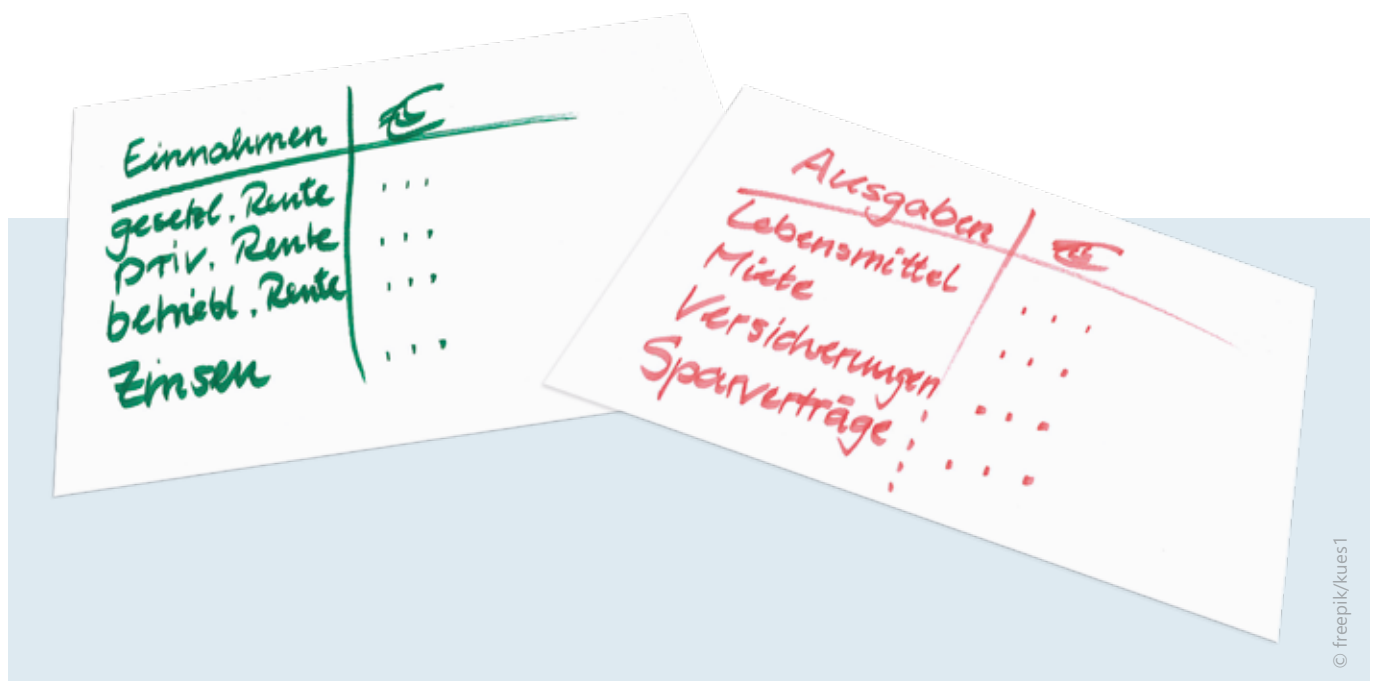 Einnahmen €
gesetzl. Rente ...
priv. Rente ...
betriebl. Rente ...
Zinsen ...
Ausgaben €
Lebensmittel ...
Miete ...
Versicherungen ...
Sparverträge ...
© freepik/kues1